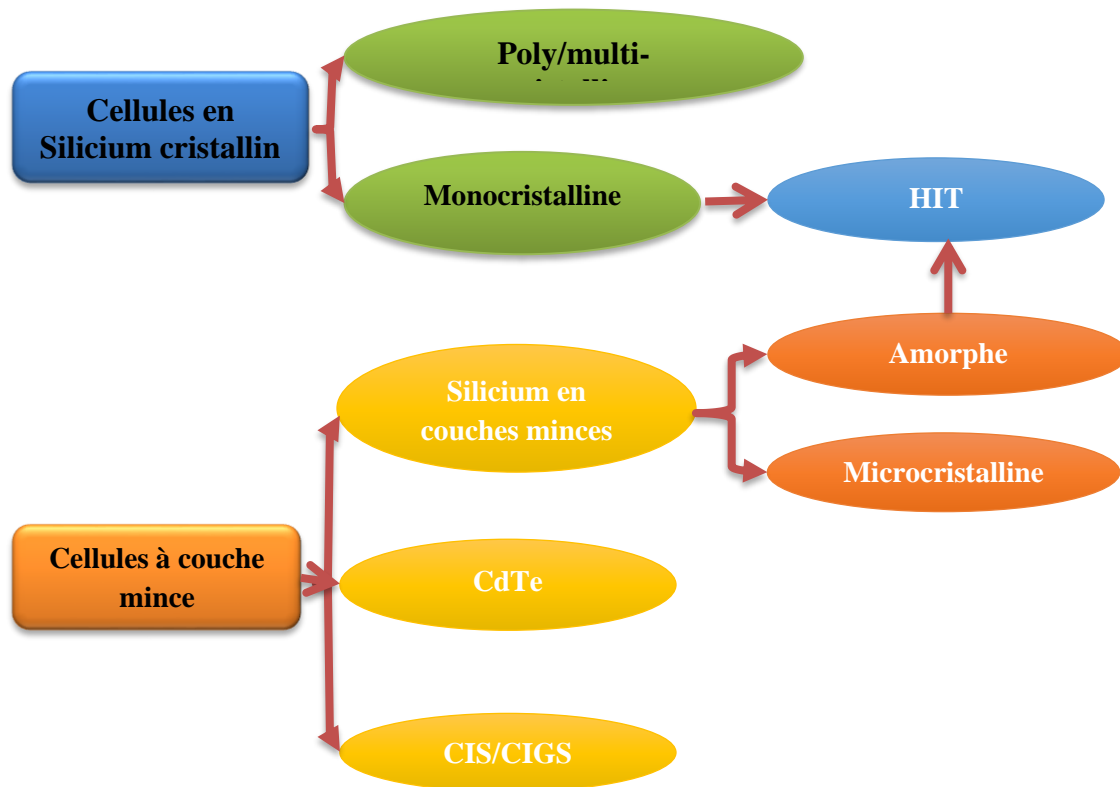 Poly/multi-
Cellules en
Silicium cristallin
Monocristalline
HIT
Amorphe
Silicium en
couches minces
Microcristalline
Cellules à couche
mince
CdTe
CIS/CIGS